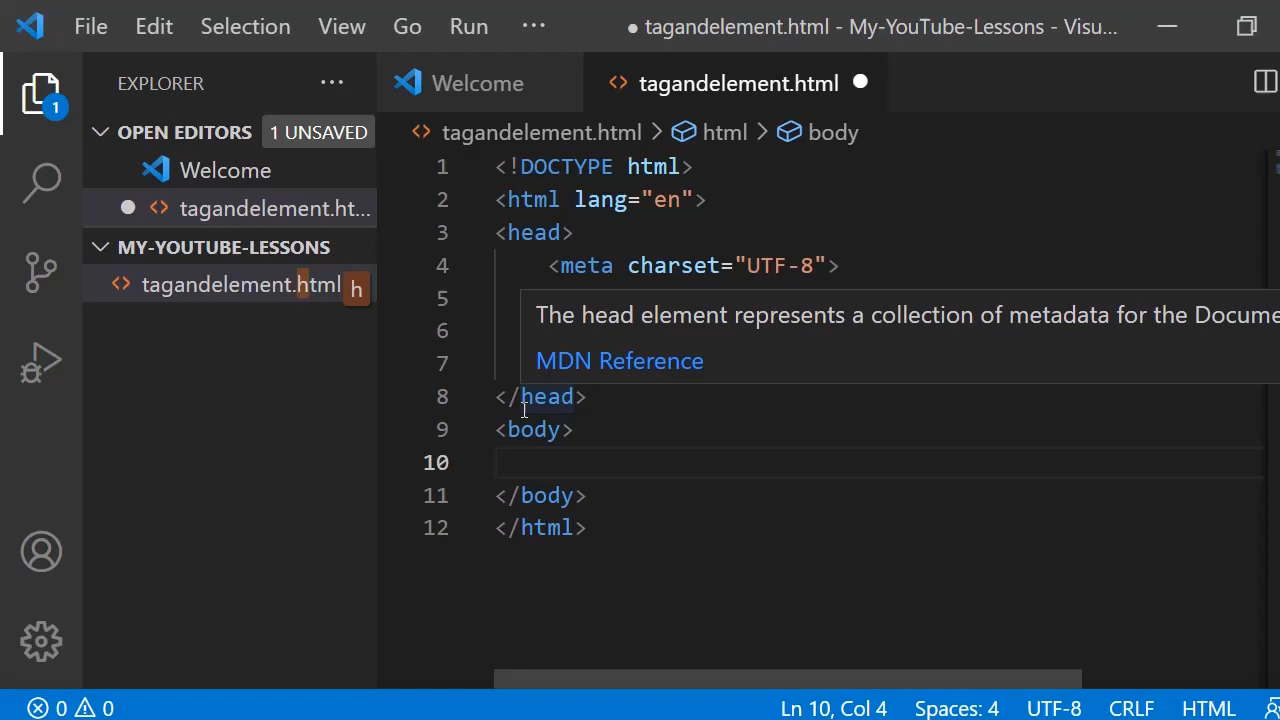 File Edit Selection View Go Run ··· ● tagandelement.html - My-YouTube-Lessons - Visu...
EXPLORER ···
Welcome
tagandelement.html
1
OPEN EDITORS 1 UNSAVED
Welcome
tagandelement.ht...
MY-YOUTUBE-LESSONS
tagandelement.html h
tagandelement.html > html > body
1 <!DOCTYPE html>
2 <html lang="en">
3 <head>
4 <meta charset="UTF-8">
5
The head element represents a collection of metadata for the Docume
6
MDN Reference
7
8 </head>
9 <body>
10
11 </body>
12 </html>
0 0 Ln 10, Col 4 Spaces: 4 UTF-8 CRLF HTML